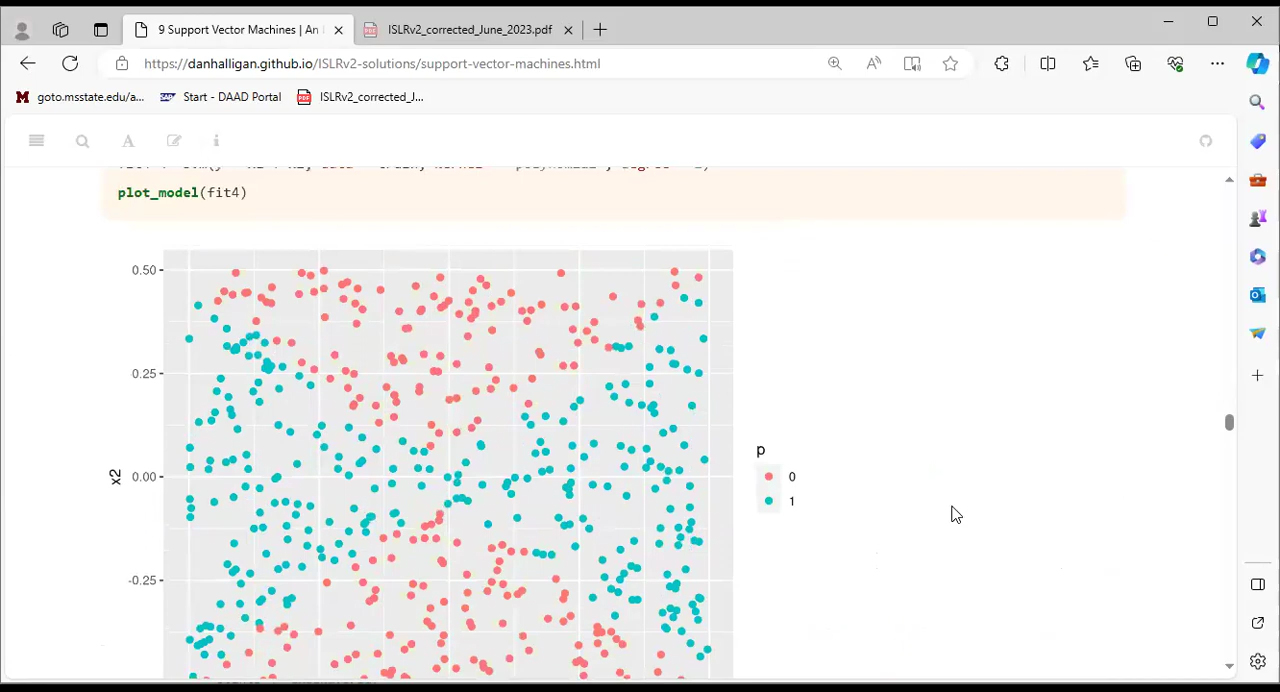 9 Support Vector Machines | An I
ISLRv2_corrected_June_2023.pdf
https://danhalligan.github.io/ISLRv2-solutions/support-vector-machines.html
goto.msstate.edu/a...
Start - DAAD Portal
ISLRv2_corrected_J...
plot_model(fit4)
0.50
0.25
0.00
-0.25
x2
p
0
1